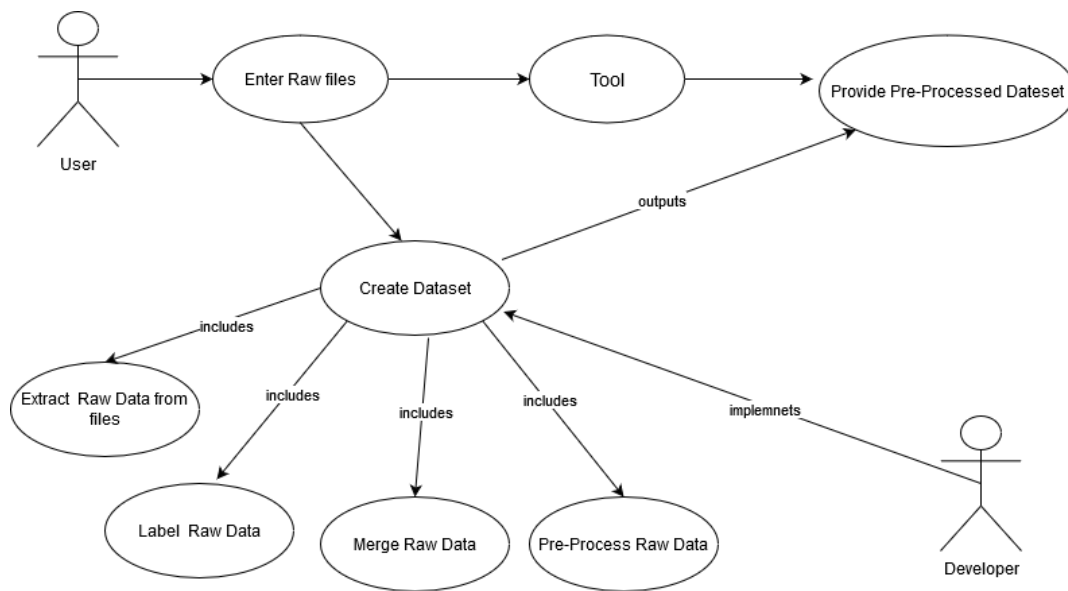 Enter Raw files
Tool
Provide Pre-Processed Dateset
User
outputs
Create Dataset
includes
Extract Raw Data from
files
includes
includes
includes
implemnets
Label Raw Data
Merge Raw Data
Pre-Process Raw Data
Developer